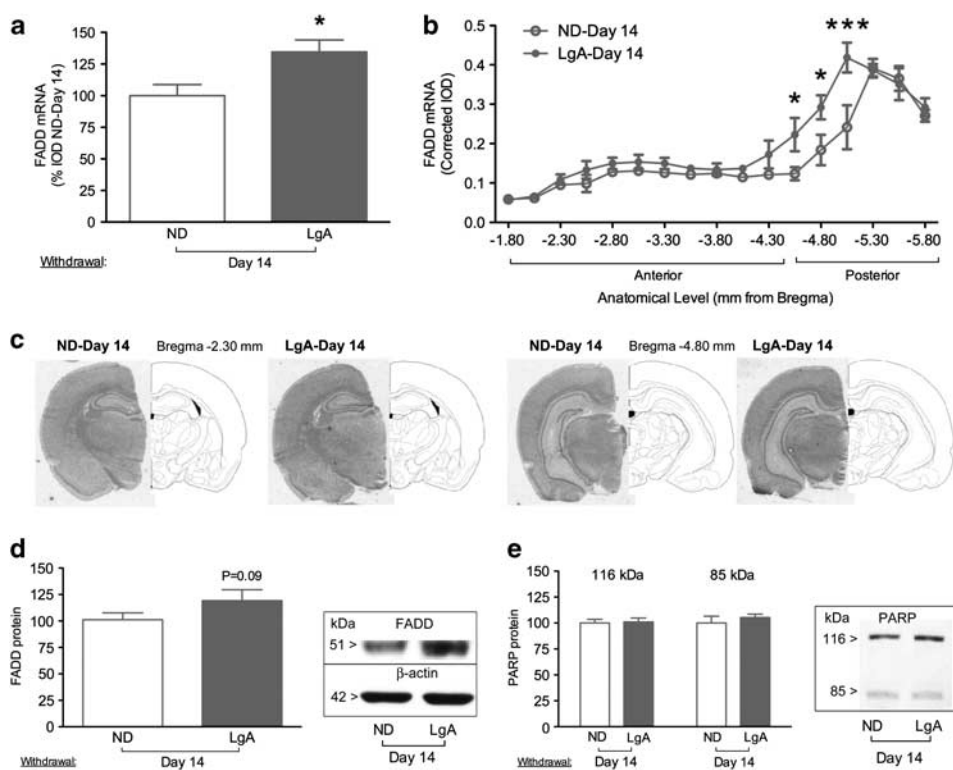 a
*
FADD mRNA
(% IOD ND-Day 14)
150
125
100
75
50
25
0
ND
LgA
Withdrawal:
Day 14
b
ND-Day 14
LgA-Day 14
* * ***
FADD mRNA
(Corrected IOD)
0.5
0.4
0.3
0.2
0.1
0.0
-1.80 -2.30 -2.80 -3.30 -3.80 -4.30 -4.80 -5.30 -5.80
Anterior
Posterior
Anatomical Level (mm from Bregma)
c
ND-Day 14 Bregma -2.30 mm LgA-Day 14
ND-Day 14 Bregma -4.80 mm LgA-Day 14
d
P=0.09
FADD protein
150
125
100
75
50
25
0
ND
LgA
Withdrawal:
Day 14
kDa
FADD
51 >
β-actin
42 >
ND LgA
Day 14
e
116 kDa
85 kDa
PARP protein
150
125
100
75
50
25
0
ND LgA
ND LgA
Withdrawal:
Day 14
Day 14
kDa
PARP
116 >
85 >
ND LgA
Day 14